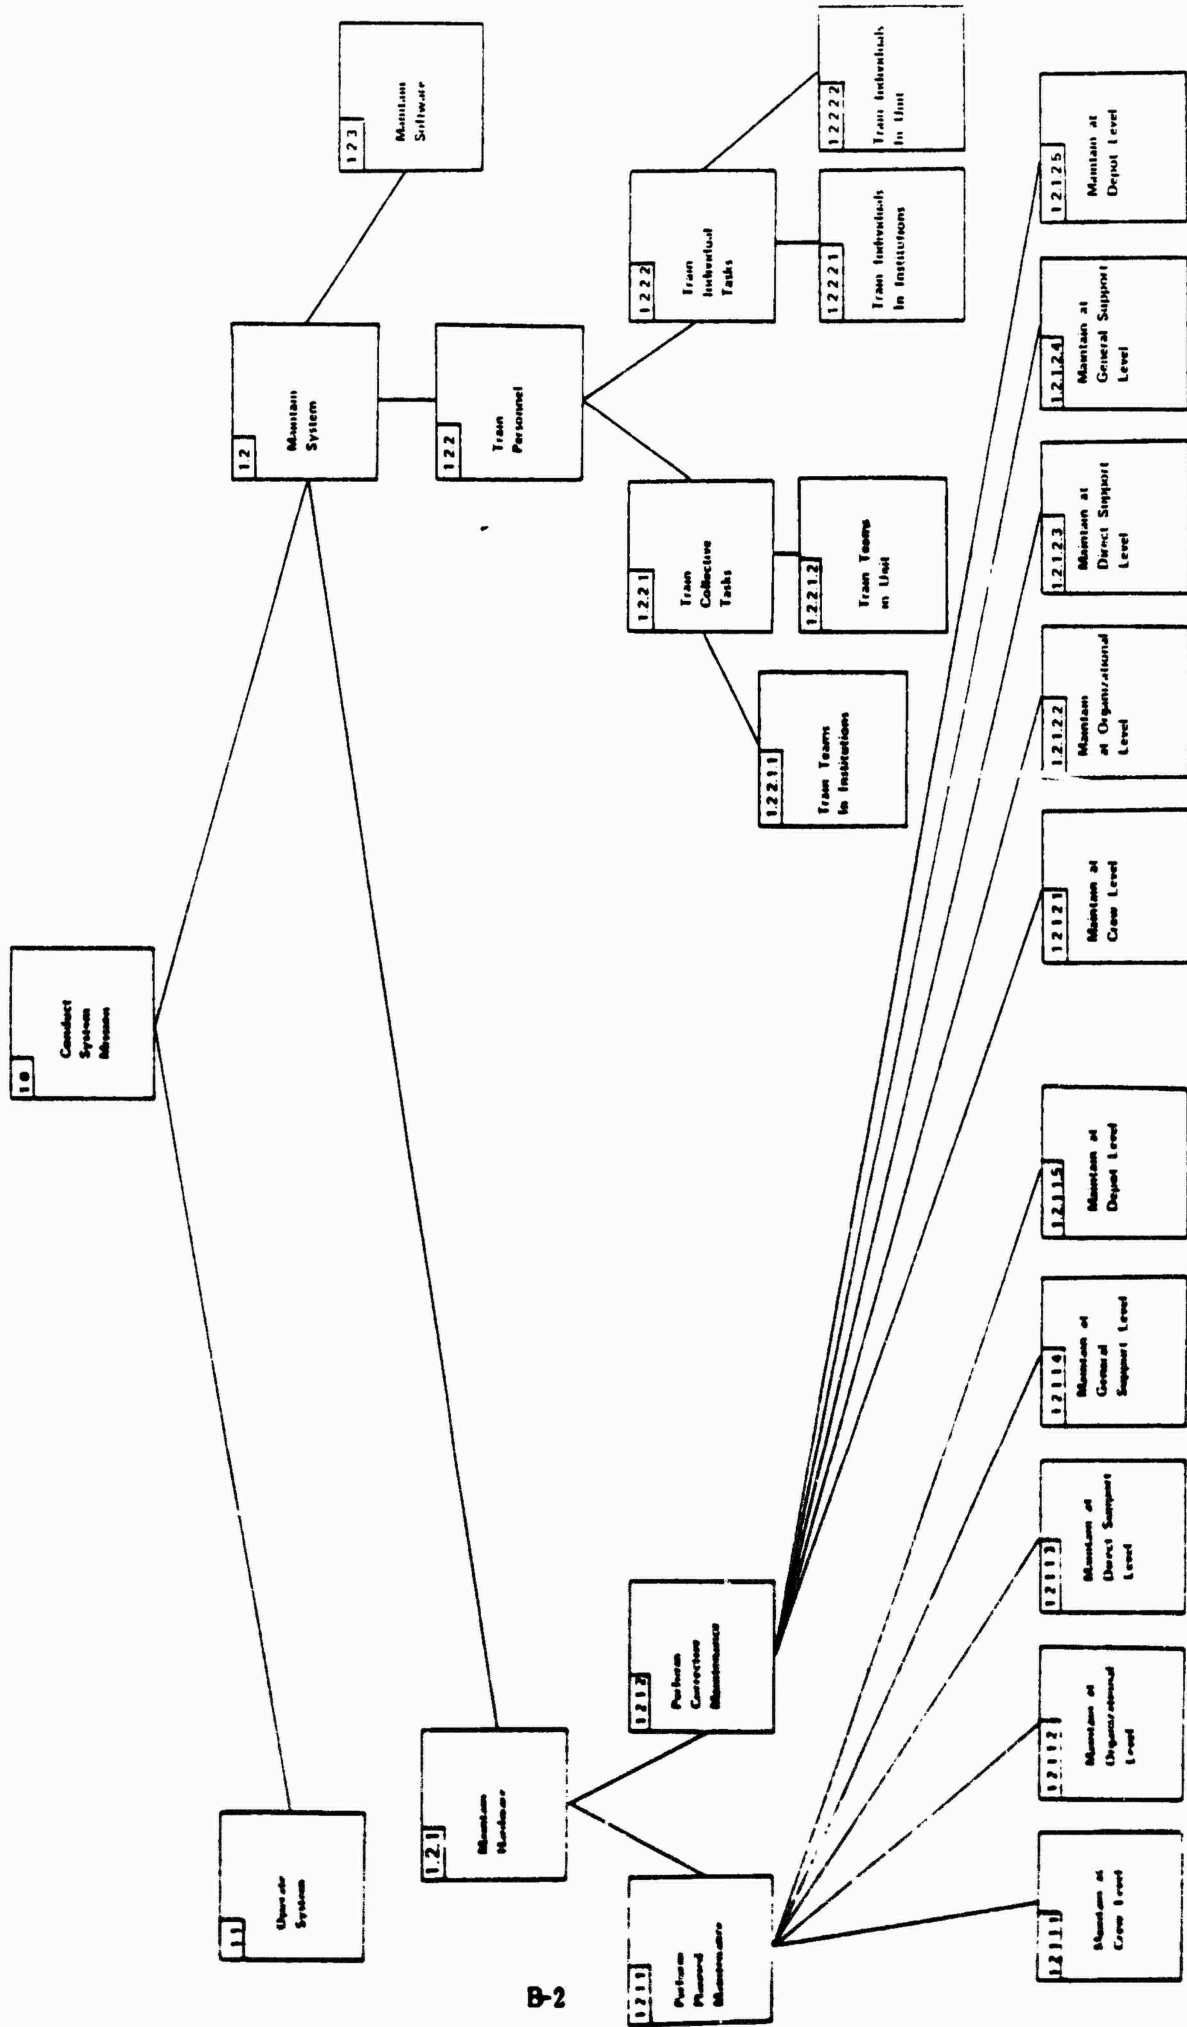 1 0
Conduct
System
Mission
1 1
Operate
System
1.2
Maintain
System
1.2.1
Maintain
Hardware
1.2.2
Train
Personnel
1 2 3
Maintain
Software
1 2 1 1
Perform
Planned
Maintenance
1 2 1 2
Perform
Corrective
Maintenance
1.2.2.1
Train
Collective
Tasks
1 2 2 2
Train
Individual
Tasks
1.2 2.1.1
Train Teams
In Institutions
1.2.2.1.2
Train Teams
in Unit
1 2 2 2 1
Train Individuals
In Institutions
1 2 2 2 2
Train Individuals
In Unit
1.2 1 1 1
Maintain at
Crew Level
1.2 1 1 2
Maintain at
Organizational
Level
1 2 1 1 3
Maintain at
Direct Support
Level
1 2 1 1 4
Maintain at
General
Support Level
1.2.1 1 5
Maintain at
Depot Level
1 2 1 2 1
Maintain at
Crew Level
1.2.1.2.2
Maintain
at Organizational
Level
1.2.1.2.3
Maintain at
Direct Support
Level
1.2.1.2.4
Maintain at
General Support
Level
1.2.1.2 5
Maintain at
Depot Level
B-2